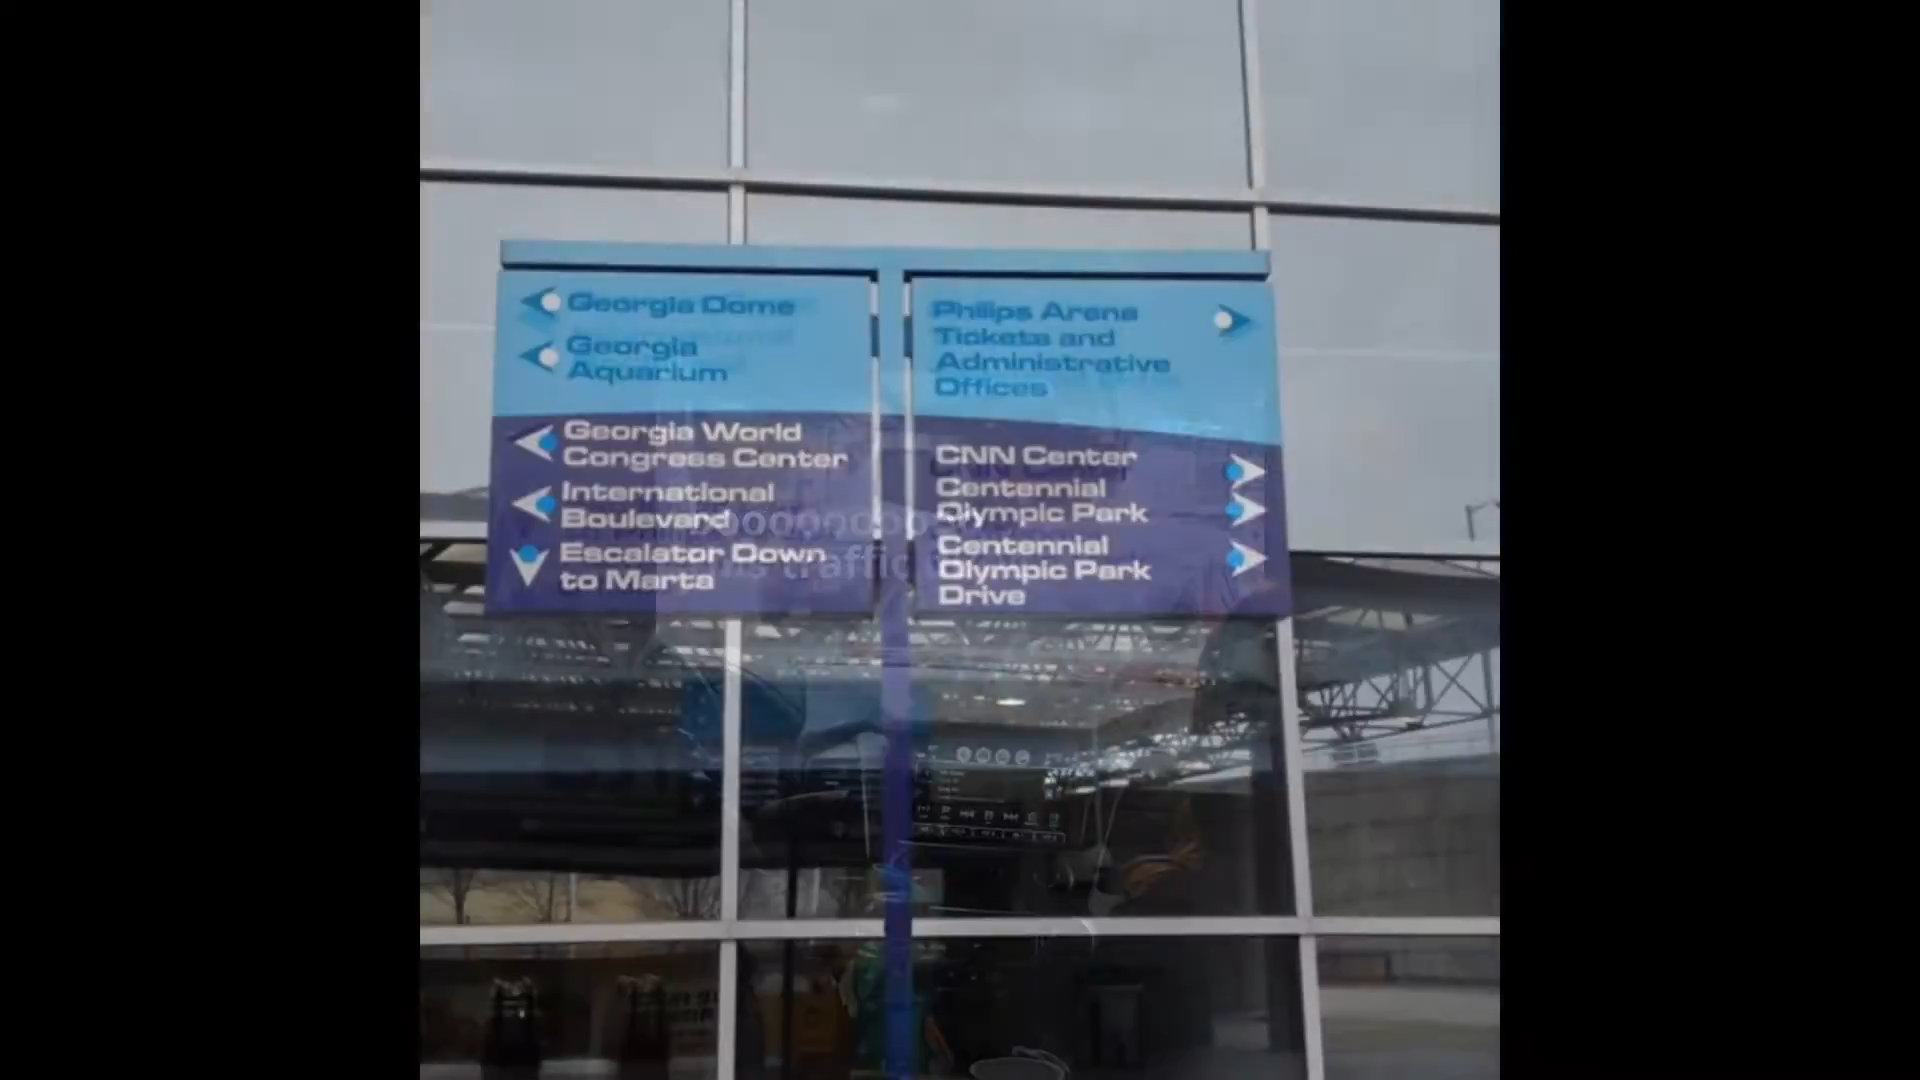 Georgia Dome
Georgia
Aquarium
Georgia World
Congress Center
International
Boulevard
Escalator Down
to Marta
Philips Arena
Tickets and
Administrative
Offices
CNN Center
Centennial
Olympic Park
Centennial
Olympic Park
Drive
traffic